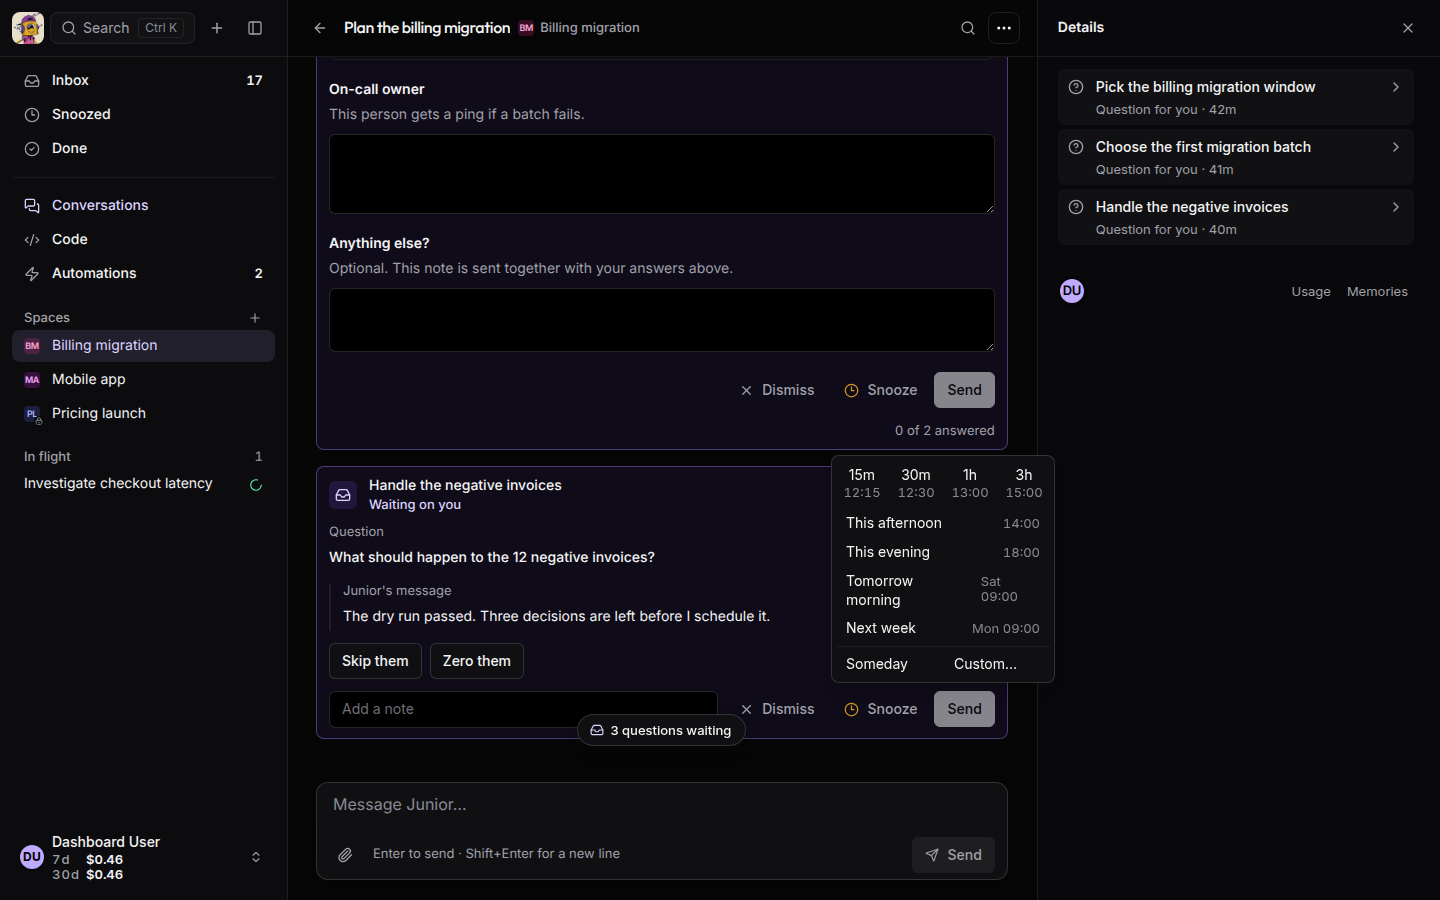 Search Ctrl K
Inbox 17
Snoozed
Done
Conversations
Code
Automations 2
Spaces
BM Billing migration
MA Mobile app
PL Pricing launch
In flight 1
Investigate checkout latency
DU Dashboard User
7d $0.46
30d $0.46
Plan the billing migration BM Billing migration
On-call owner
This person gets a ping if a batch fails.
Anything else?
Optional. This note is sent together with your answers above.
Dismiss Snooze Send
0 of 2 answered
Handle the negative invoices
Waiting on you
Question
What should happen to the 12 negative invoices?
Junior's message
The dry run passed. Three decisions are left before I schedule it.
Skip them Zero them
Add a note Dismiss Snooze Send
3 questions waiting
15m 30m 1h 3h
12:15 12:30 13:00 15:00
This afternoon 14:00
This evening 18:00
Tomorrow morning Sat 09:00
Next week Mon 09:00
Someday Custom...
Message Junior...
Enter to send · Shift+Enter for a new line Send
Details
Pick the billing migration window
Question for you · 42m
Choose the first migration batch
Question for you · 41m
Handle the negative invoices
Question for you · 40m
DU Usage Memories